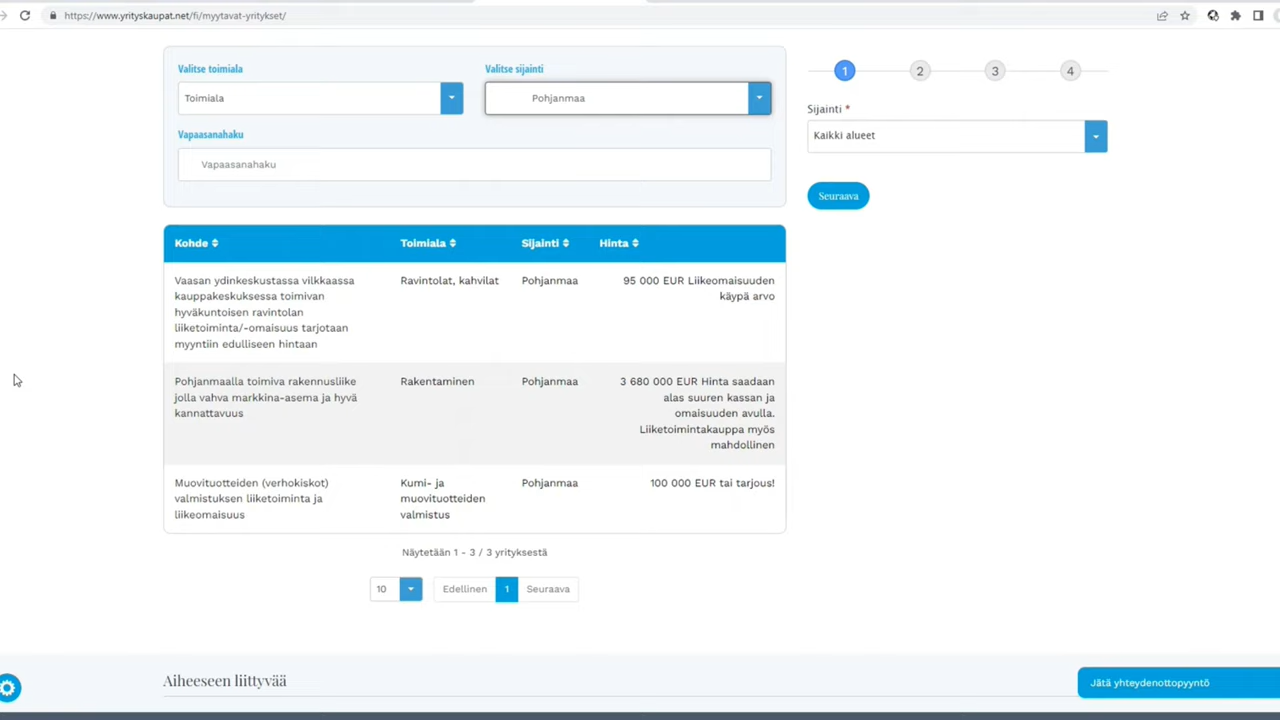 https://www.yrityskaupat.net/fi/myytavat-yritykset/
Valitse toimiala
Toimiala
Valitse sijainti
Pohjanmaa
Vapaasanahaku
Vapaasanahaku
1 2 3 4
Sijainti *
Kaikki alueet
Seuraava
Kohde Toimiala Sijainti Hinta
Vaasan ydinkeskustassa vilkkaassa
kauppakeskuksessa toimivan
hyväkuntoisen ravintolan
liiketoiminta/-omaisuus tarjotaan
myyntiin edulliseen hintaan
Ravintolat, kahvilat
Pohjanmaa
95 000 EUR Liikeomaisuuden
käypä arvo
Pohjanmaalla toimiva rakennusliike
jolla vahva markkina-asema ja hyvä
kannattavuus
Rakentaminen
Pohjanmaa
3 680 000 EUR Hinta saadaan
alas suuren kassan ja
omaisuuden avulla.
Liiketoimintakauppa myös
mahdollinen
Muovituotteiden (verhokiskot)
valmistuksen liiketoiminta ja
liikeomaisuus
Kumi- ja
muovituotteiden
valmistus
Pohjanmaa
100 000 EUR tai tarjous!
Näytetään 1 - 3 / 3 yrityksestä
10 Edellinen 1 Seuraava
Aiheeseen liittyvää
Jätä yhteydenottopyyntö